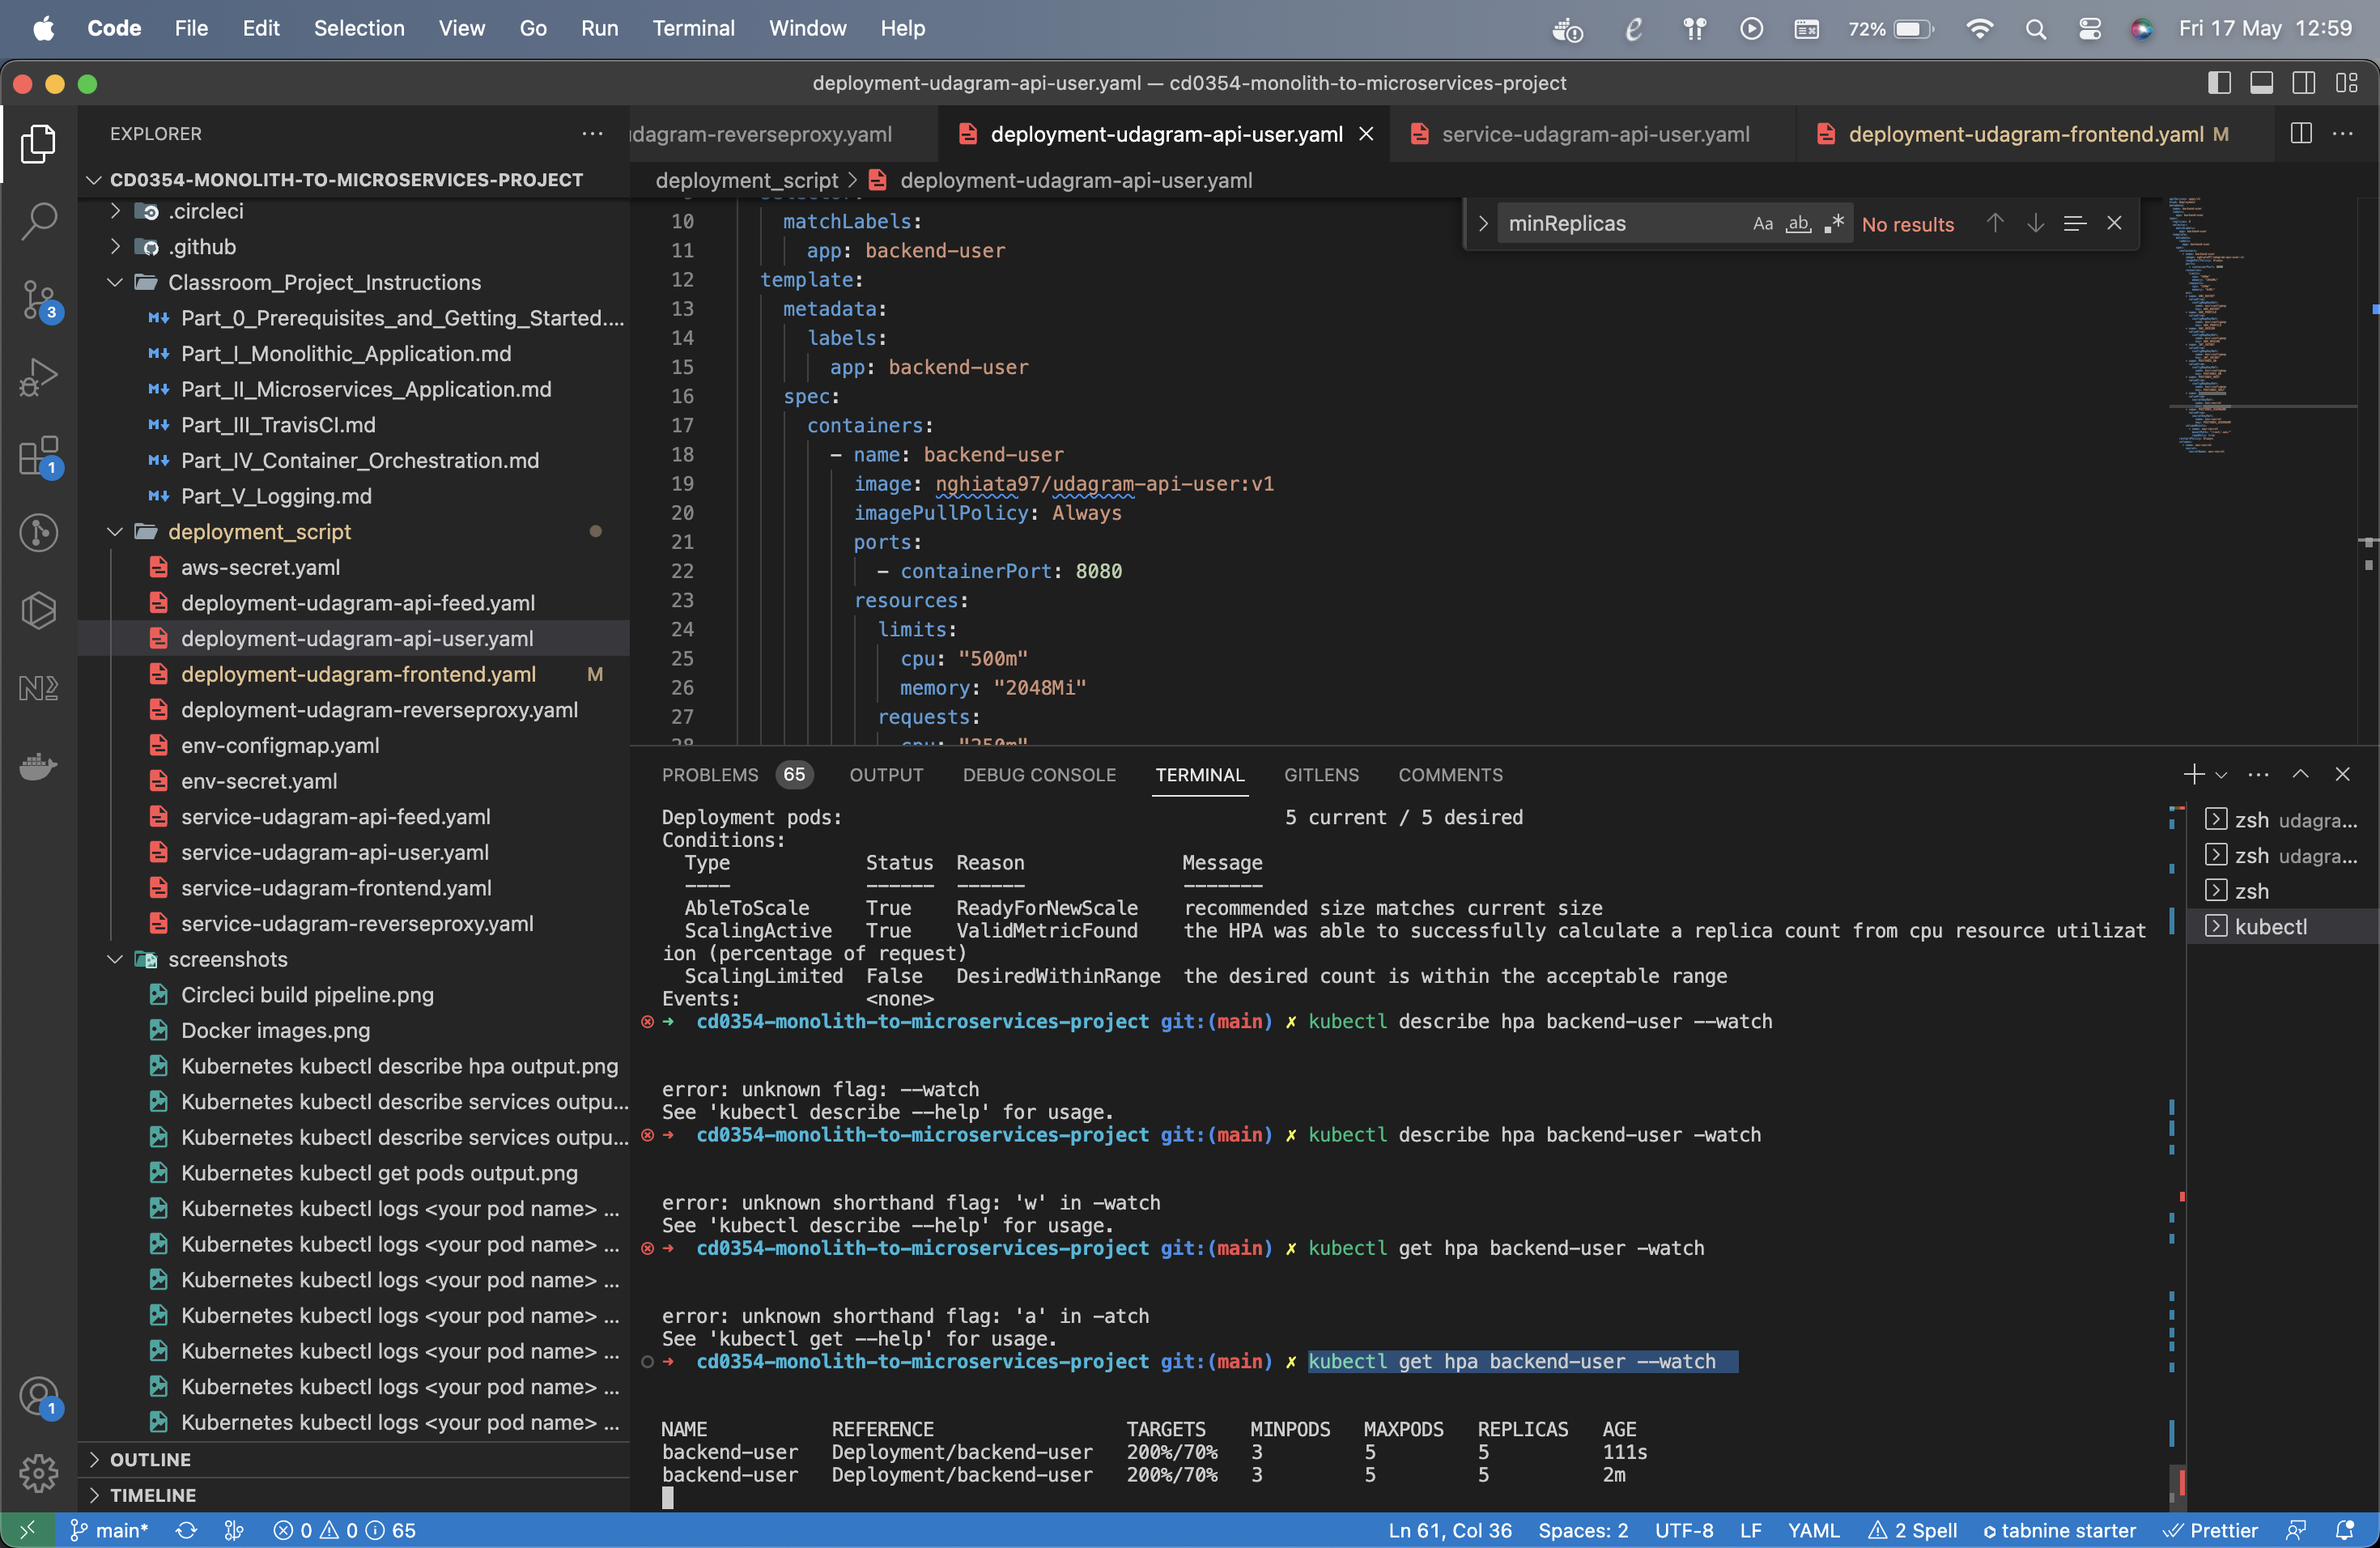 Code File Edit Selection View Go Run Terminal Window Help 72% Fri 17 May 12:59
deployment-udagram-api-user.yaml — cd0354-monolith-to-microservices-project
EXPLORER
CD0354-MONOLITH-TO-MICROSERVICES-PROJECT
.circleci
.github
Classroom_Project_Instructions
Part_0_Prerequisites_and_Getting_Started....
Part_I_Monolithic_Application.md
Part_II_Microservices_Application.md
Part_III_TravisCI.md
Part_IV_Container_Orchestration.md
Part_V_Logging.md
deployment_script
aws-secret.yaml
deployment-udagram-api-feed.yaml
deployment-udagram-api-user.yaml
deployment-udagram-frontend.yaml M
deployment-udagram-reverseproxy.yaml
env-configmap.yaml
env-secret.yaml
service-udagram-api-feed.yaml
service-udagram-api-user.yaml
service-udagram-frontend.yaml
service-udagram-reverseproxy.yaml
screenshots
Circleci build pipeline.png
Docker images.png
Kubernetes kubectl describe hpa output.png
Kubernetes kubectl describe services outpu...
Kubernetes kubectl describe services outpu...
Kubernetes kubectl get pods output.png
Kubernetes kubectl logs <your pod name> ...
Kubernetes kubectl logs <your pod name> ...
Kubernetes kubectl logs <your pod name> ...
Kubernetes kubectl logs <your pod name> ...
Kubernetes kubectl logs <your pod name> ...
Kubernetes kubectl logs <your pod name> ...
Kubernetes kubectl logs <your pod name> ...
OUTLINE
TIMELINE
3
1
1
dagram-reverseproxy.yaml deployment-udagram-api-user.yaml service-udagram-api-user.yaml deployment-udagram-frontend.yaml M
deployment_script > deployment-udagram-api-user.yaml
minReplicas Aa ab .* No results
10 matchLabels:
11 app: backend-user
12 template:
13 metadata:
14 labels:
15 app: backend-user
16 spec:
17 containers:
18 - name: backend-user
19 image: nghiata97/udagram-api-user:v1
20 imagePullPolicy: Always
21 ports:
22 - containerPort: 8080
23 resources:
24 limits:
25 cpu: "500m"
26 memory: "2048Mi"
27 requests:
28 cpu: "250m"
PROBLEMS 65 OUTPUT DEBUG CONSOLE TERMINAL GITLENS COMMENTS
Deployment pods: 5 current / 5 desired
Conditions:
Type Status Reason Message
---- ------ ------ -------
AbleToScale True ReadyForNewScale recommended size matches current size
ScalingActive True ValidMetricFound the HPA was able to successfully calculate a replica count from cpu resource utilizat
ion (percentage of request)
ScalingLimited False DesiredWithinRange the desired count is within the acceptable range
Events: <none>
➜ cd0354-monolith-to-microservices-project git:(main) ✗ kubectl describe hpa backend-user --watch
error: unknown flag: --watch
See 'kubectl describe --help' for usage.
➜ cd0354-monolith-to-microservices-project git:(main) ✗ kubectl describe hpa backend-user -watch
error: unknown shorthand flag: 'w' in -watch
See 'kubectl describe --help' for usage.
➜ cd0354-monolith-to-microservices-project git:(main) ✗ kubectl get hpa backend-user -watch
error: unknown shorthand flag: 'a' in -atch
See 'kubectl get --help' for usage.
➜ cd0354-monolith-to-microservices-project git:(main) ✗ kubectl get hpa backend-user --watch
NAME REFERENCE TARGETS MINPODS MAXPODS REPLICAS AGE
backend-user Deployment/backend-user 200%/70% 3 5 5 111s
backend-user Deployment/backend-user 200%/70% 3 5 5 2m
zsh udagra...
zsh udagra...
zsh
kubectl
main* 0 0 65 Ln 61, Col 36 Spaces: 2 UTF-8 LF YAML 2 Spell tabnine starter Prettier